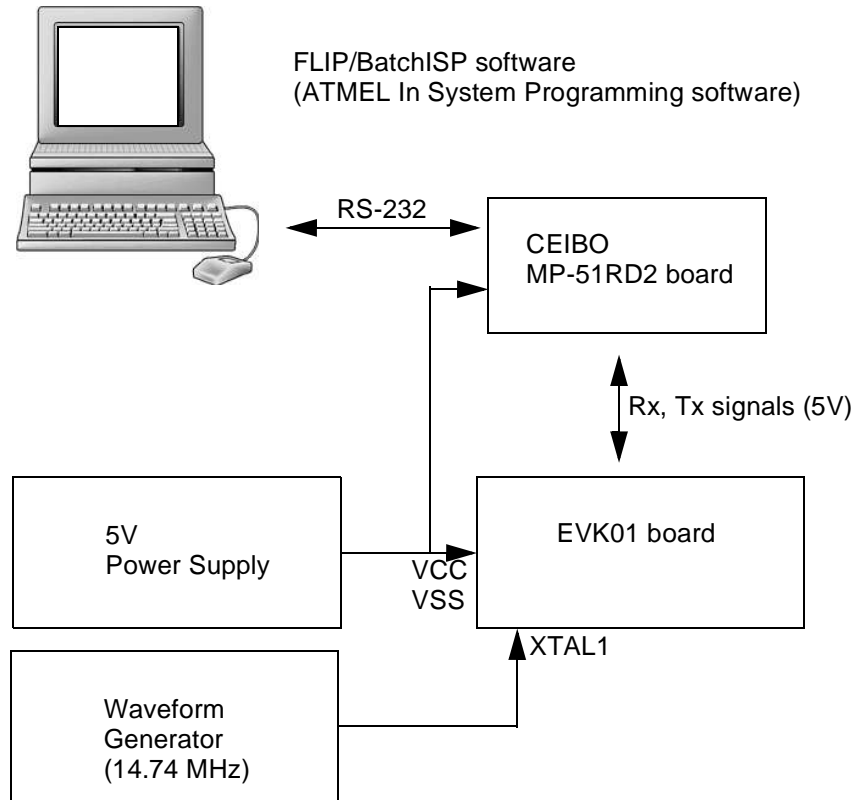 FLIP/BatchISP software
(ATMEL In System Programming software)
RS-232
CEIBO
MP-51RD2 board
Rx, Tx signals (5V)
5V
Power Supply
EVK01 board
VCC
VSS
XTAL1
Waveform
Generator
(14.74 MHz)